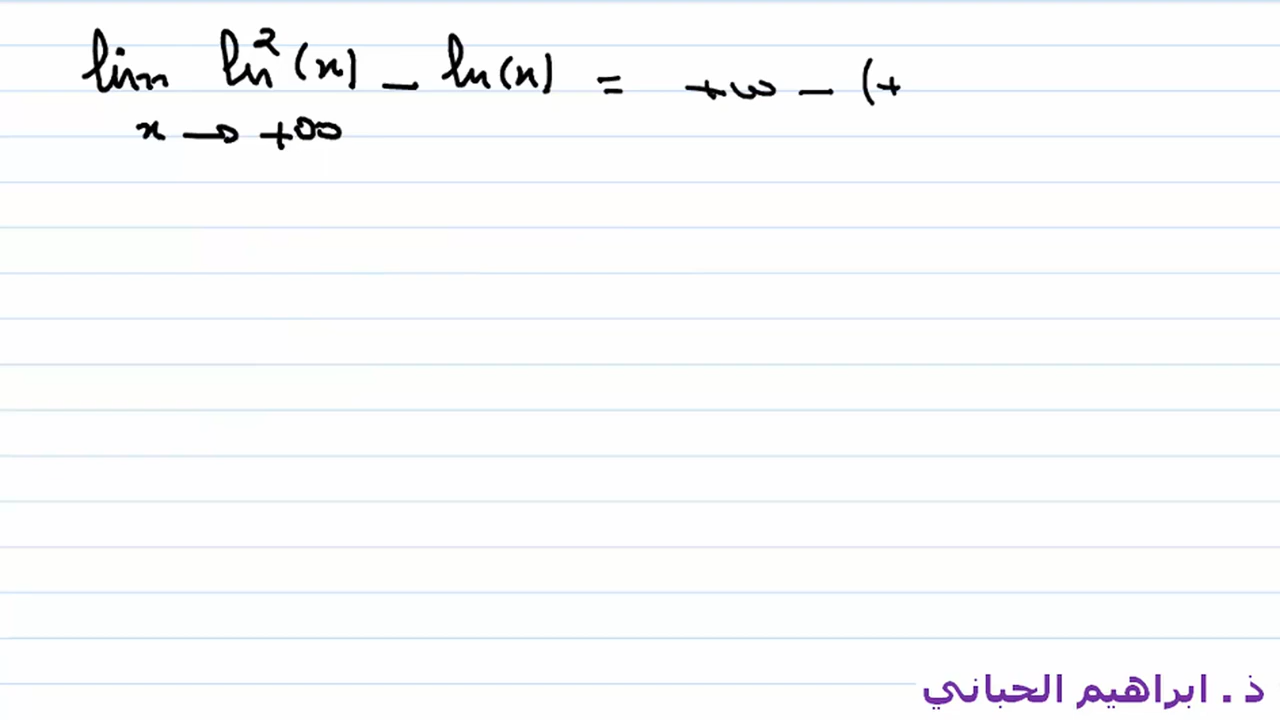 lim ln²(x) - ln(x) = +∞ - (+
x → +∞
ذ . ابراهيم الحباني